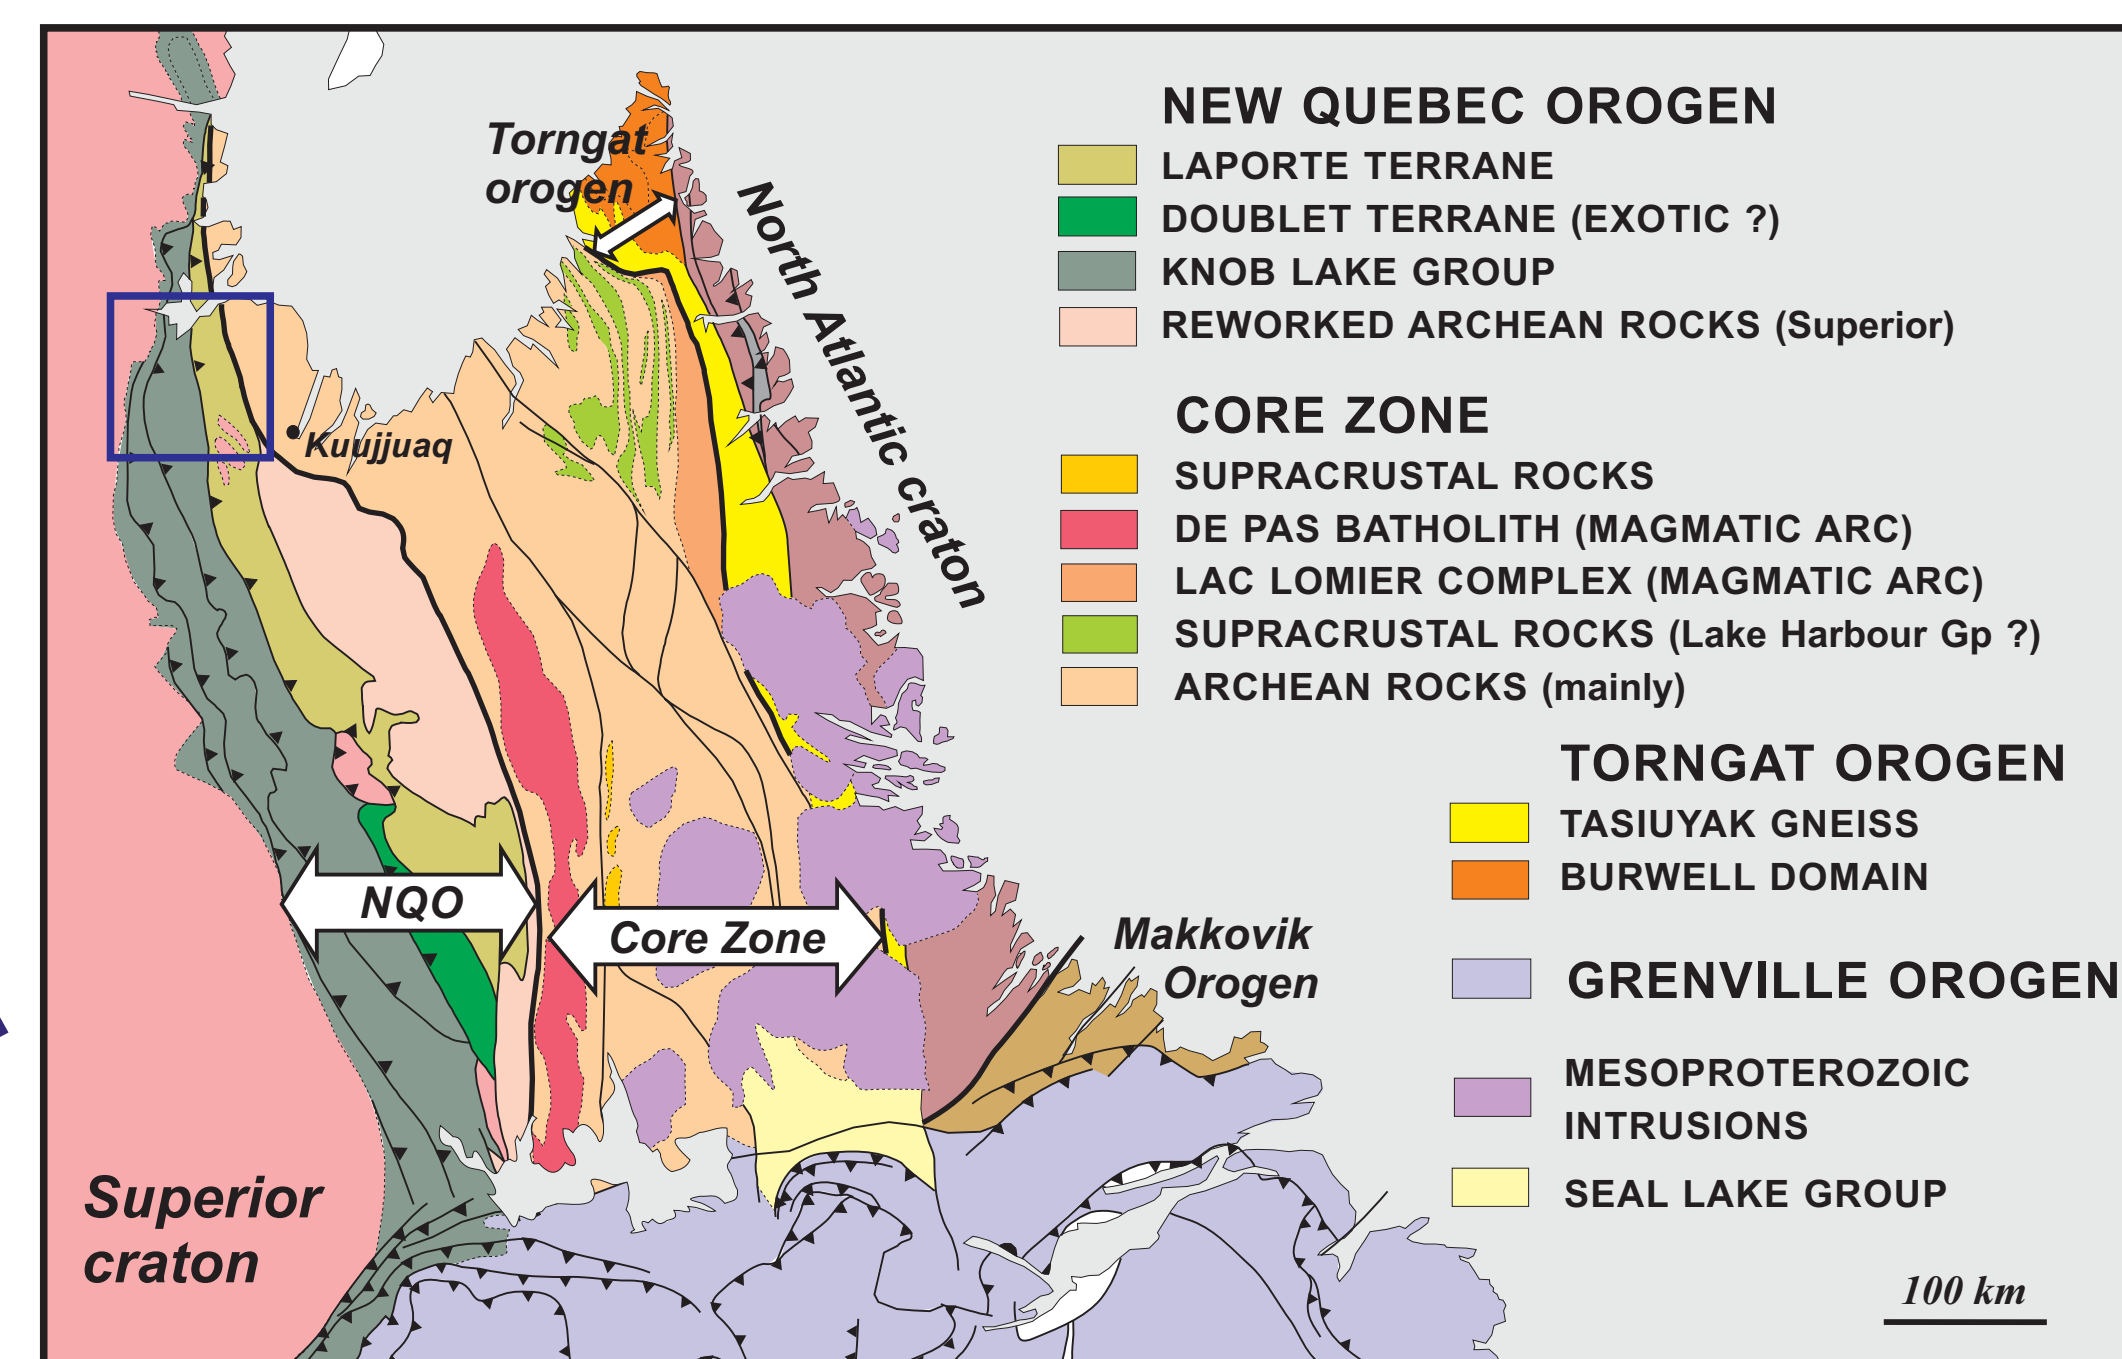 Torngat
orogen
North Atlantic craton
Kuujjuaq
NQO
Core Zone
Makkovik
Orogen
Superior
craton
NEW QUEBEC OROGEN
LAPORTE TERRANE
DOUBLET TERRANE (EXOTIC ?)
KNOB LAKE GROUP
REWORKED ARCHEAN ROCKS (Superior)
CORE ZONE
SUPRACRUSTAL ROCKS
DE PAS BATHOLITH (MAGMATIC ARC)
LAC LOMIER COMPLEX (MAGMATIC ARC)
SUPRACRUSTAL ROCKS (Lake Harbour Gp ?)
ARCHEAN ROCKS (mainly)
TORNGAT OROGEN
TASIUYAK GNEISS
BURWELL DOMAIN
GRENVILLE OROGEN
MESOPROTEROZOIC
INTRUSIONS
SEAL LAKE GROUP
100 km